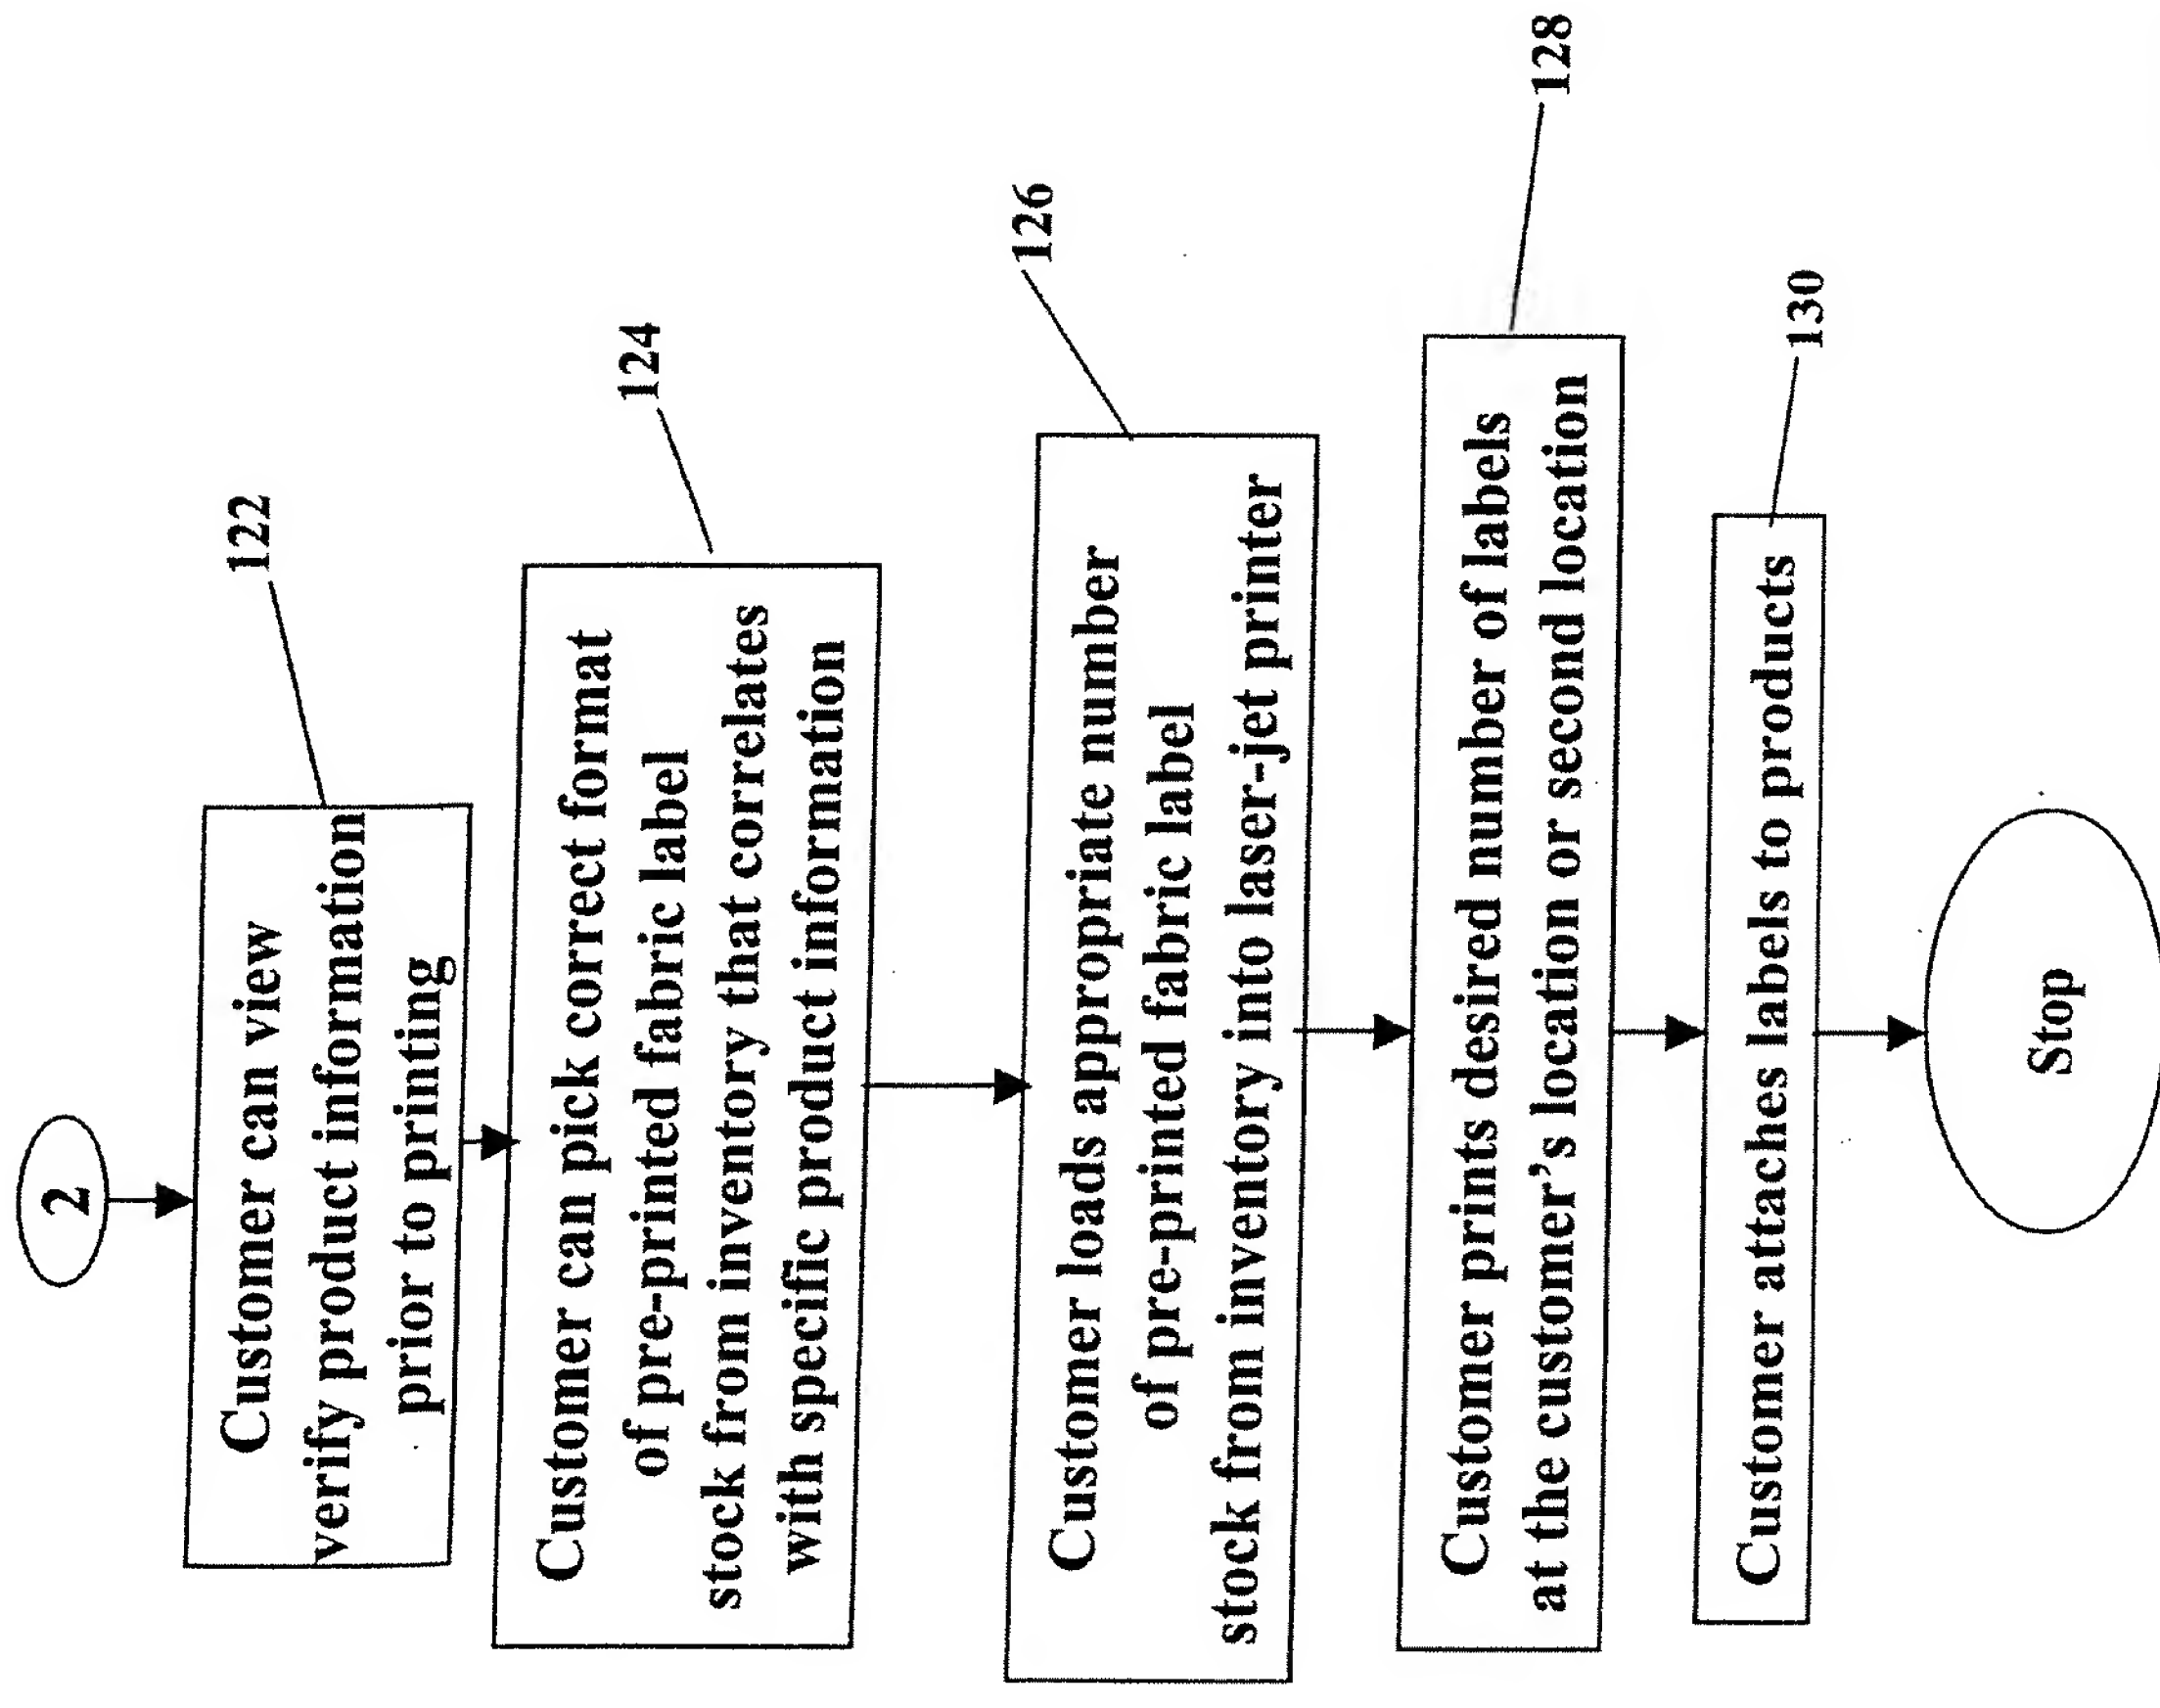 2
Customer can view
verify product information
prior to printing
122
Customer can pick correct format
of pre-printed fabric label
stock from inventory that correlates
with specific product information
124
Customer loads appropriate number
of pre-printed fabric label
stock from inventory into laser-jet printer
126
Customer prints desired number of labels
at the customer's location or second location
128
Customer attaches labels to products
130
Stop